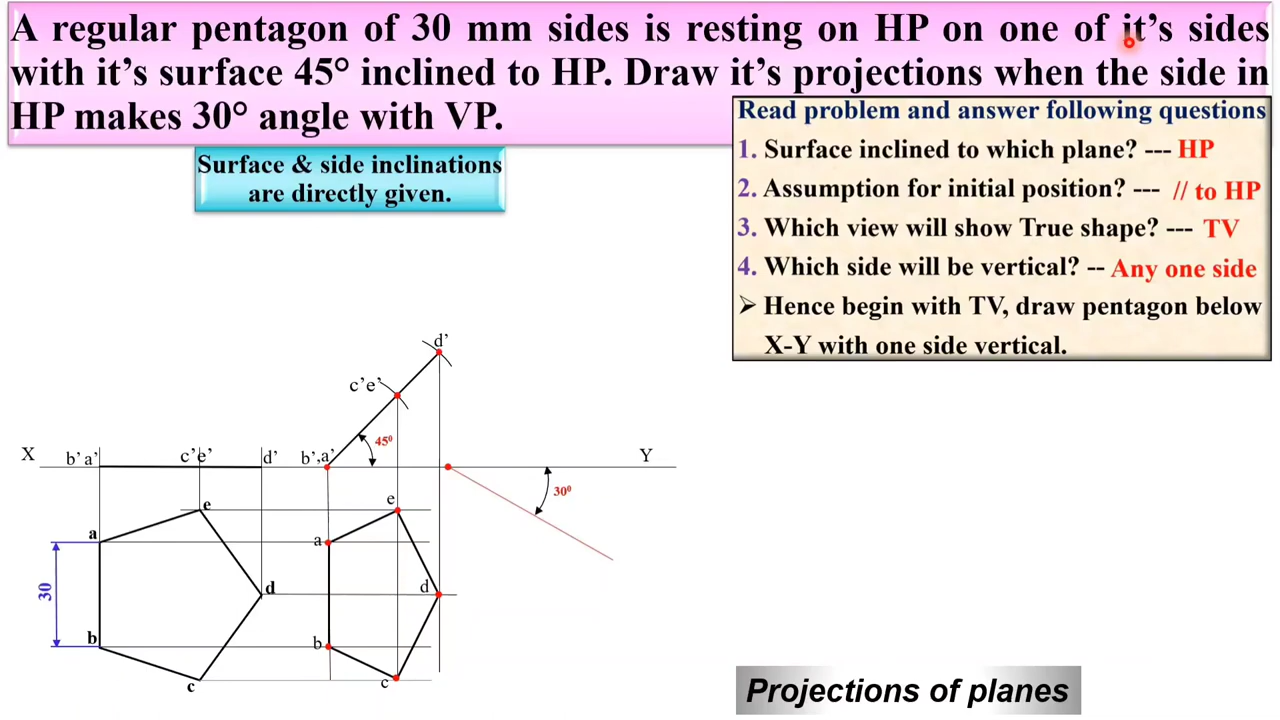 A regular pentagon of 30 mm sides is resting on HP on one of it's sides
with it's surface 45° inclined to HP. Draw it's projections when the side in
HP makes 30° angle with VP.
Read problem and answer following questions
1. Surface inclined to which plane? --- HP
2. Assumption for initial position? --- // to HP
3. Which view will show True shape? --- TV
4. Which side will be vertical? -- Any one side
➢ Hence begin with TV, draw pentagon below
X-Y with one side vertical.
Surface & side inclinations
are directly given.
d'
c'e'
45⁰
X b' a' c'e' d' b',a' Y
30⁰
e e
a a
30 d d
b b
c c
Projections of planes